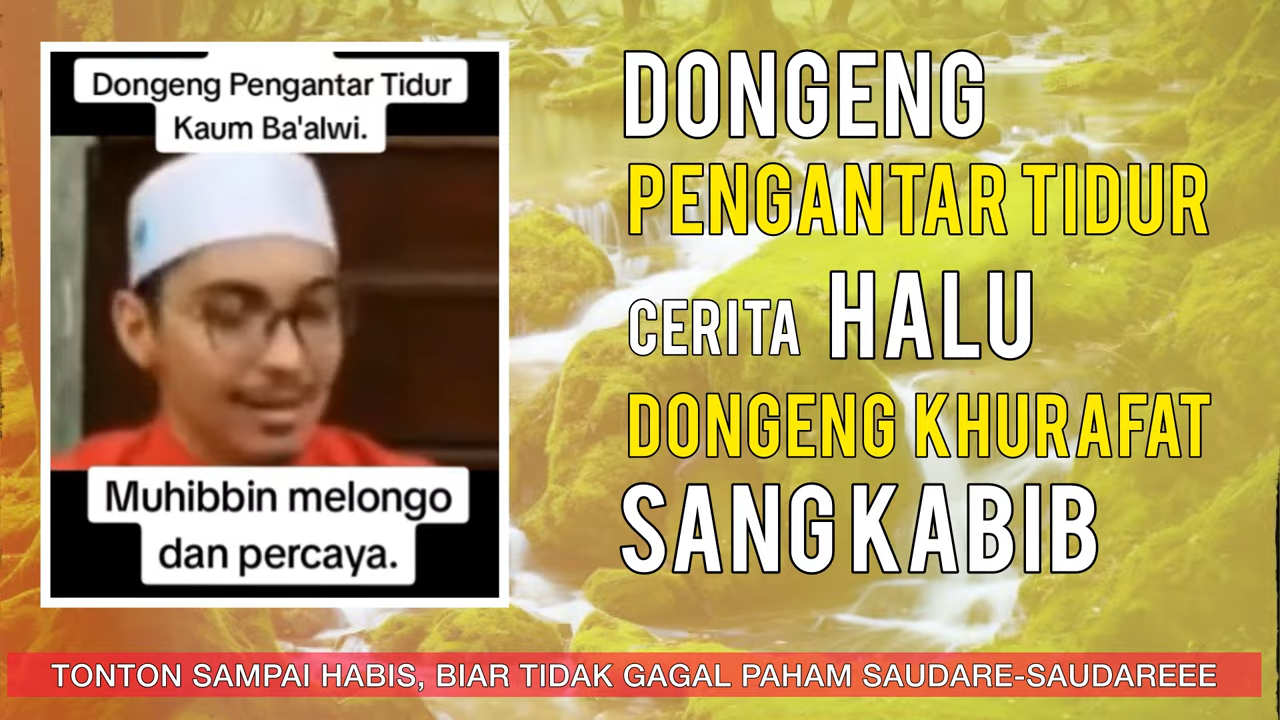 Dongeng Pengantar Tidur
Kaum Ba'alwi.
Muhibbin melongo
dan percaya.
DONGENG
PENGANTAR TIDUR
CERITA HALU
DONGENG KHURAFAT
SANG KABIB
TONTON SAMPAI HABIS, BIAR TIDAK GAGAL PAHAM SAUDARE-SAUDAREEE